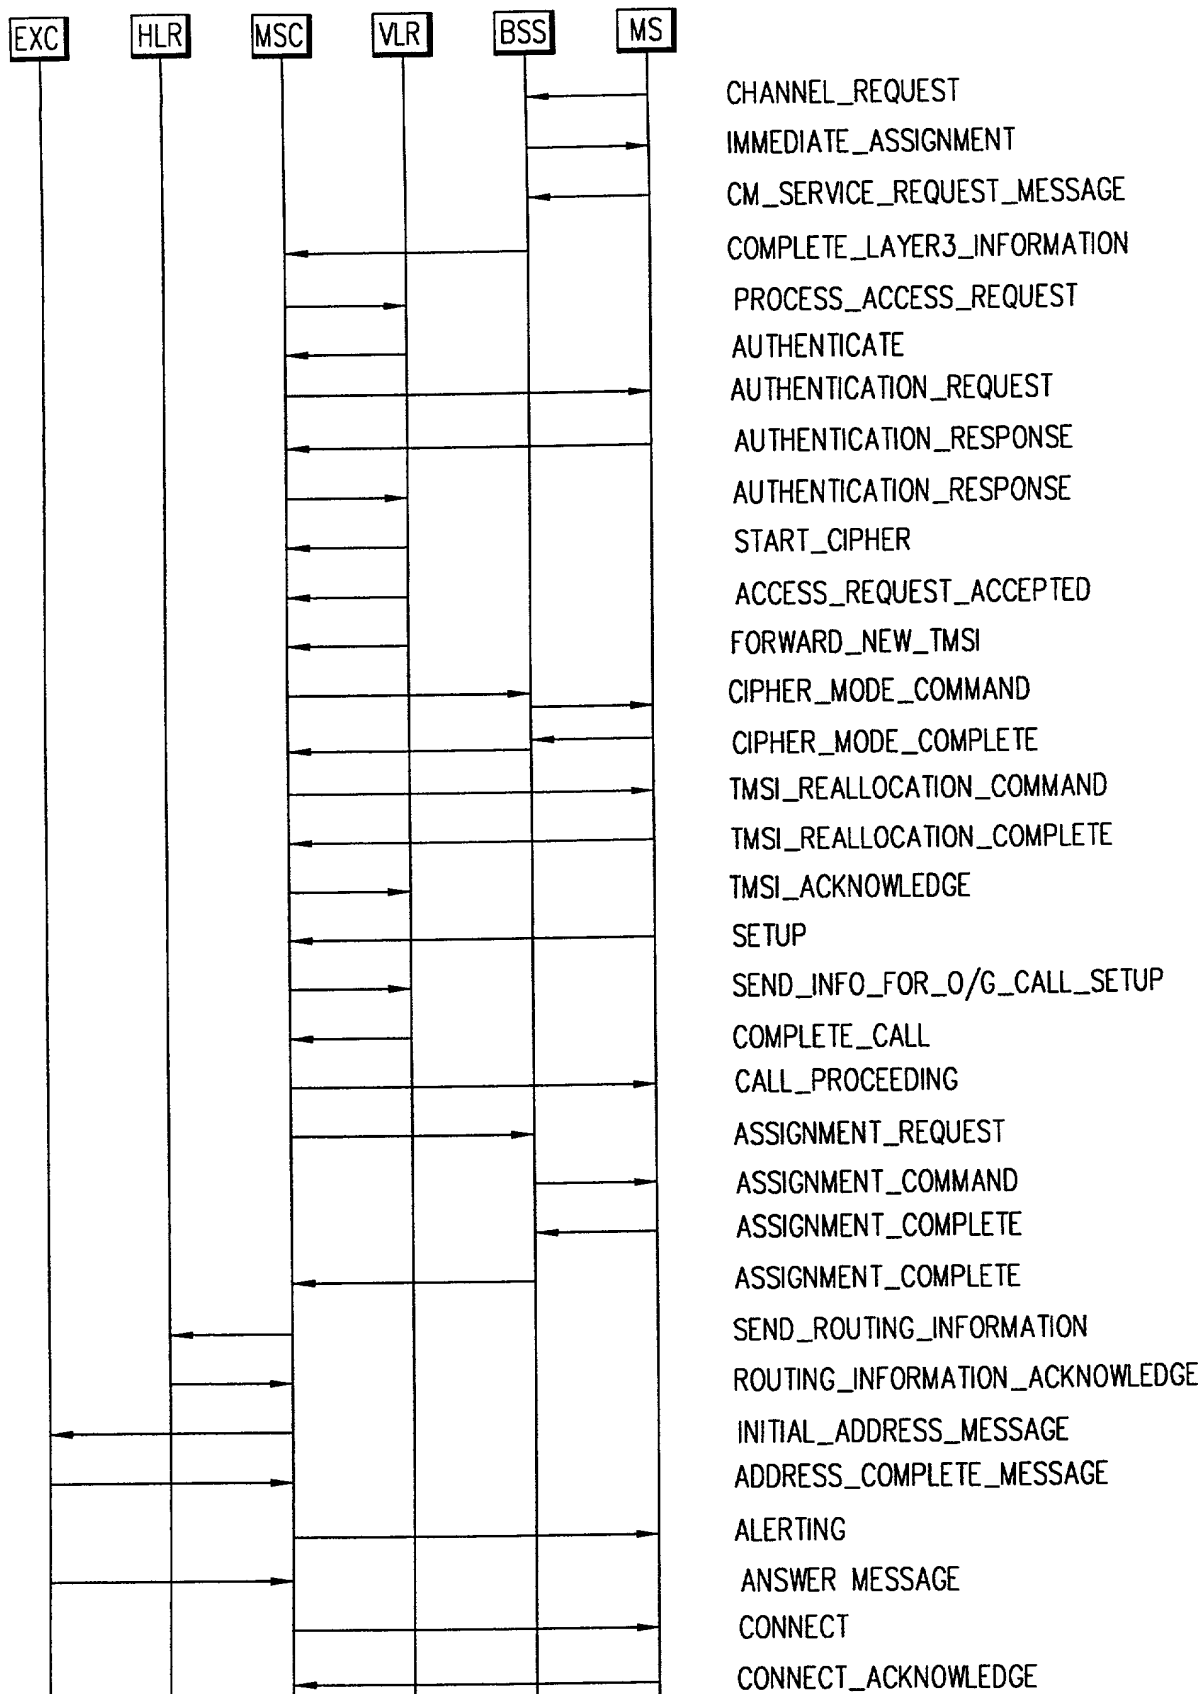 EXC HLR MSC VLR BSS MS
CHANNEL_REQUEST
IMMEDIATE_ASSIGNMENT
CM_SERVICE_REQUEST_MESSAGE
COMPLETE_LAYER3_INFORMATION
PROCESS_ACCESS_REQUEST
AUTHENTICATE
AUTHENTICATION_REQUEST
AUTHENTICATION_RESPONSE
AUTHENTICATION_RESPONSE
START_CIPHER
ACCESS_REQUEST_ACCEPTED
FORWARD_NEW_TMSI
CIPHER_MODE_COMMAND
CIPHER_MODE_COMPLETE
TMSI_REALLOCATION_COMMAND
TMSI_REALLOCATION_COMPLETE
TMSI_ACKNOWLEDGE
SETUP
SEND_INFO_FOR_O/G_CALL_SETUP
COMPLETE_CALL
CALL_PROCEEDING
ASSIGNMENT_REQUEST
ASSIGNMENT_COMMAND
ASSIGNMENT_COMPLETE
ASSIGNMENT_COMPLETE
SEND_ROUTING_INFORMATION
ROUTING_INFORMATION_ACKNOWLEDGE
INITIAL_ADDRESS_MESSAGE
ADDRESS_COMPLETE_MESSAGE
ALERTING
ANSWER MESSAGE
CONNECT
CONNECT_ACKNOWLEDGE